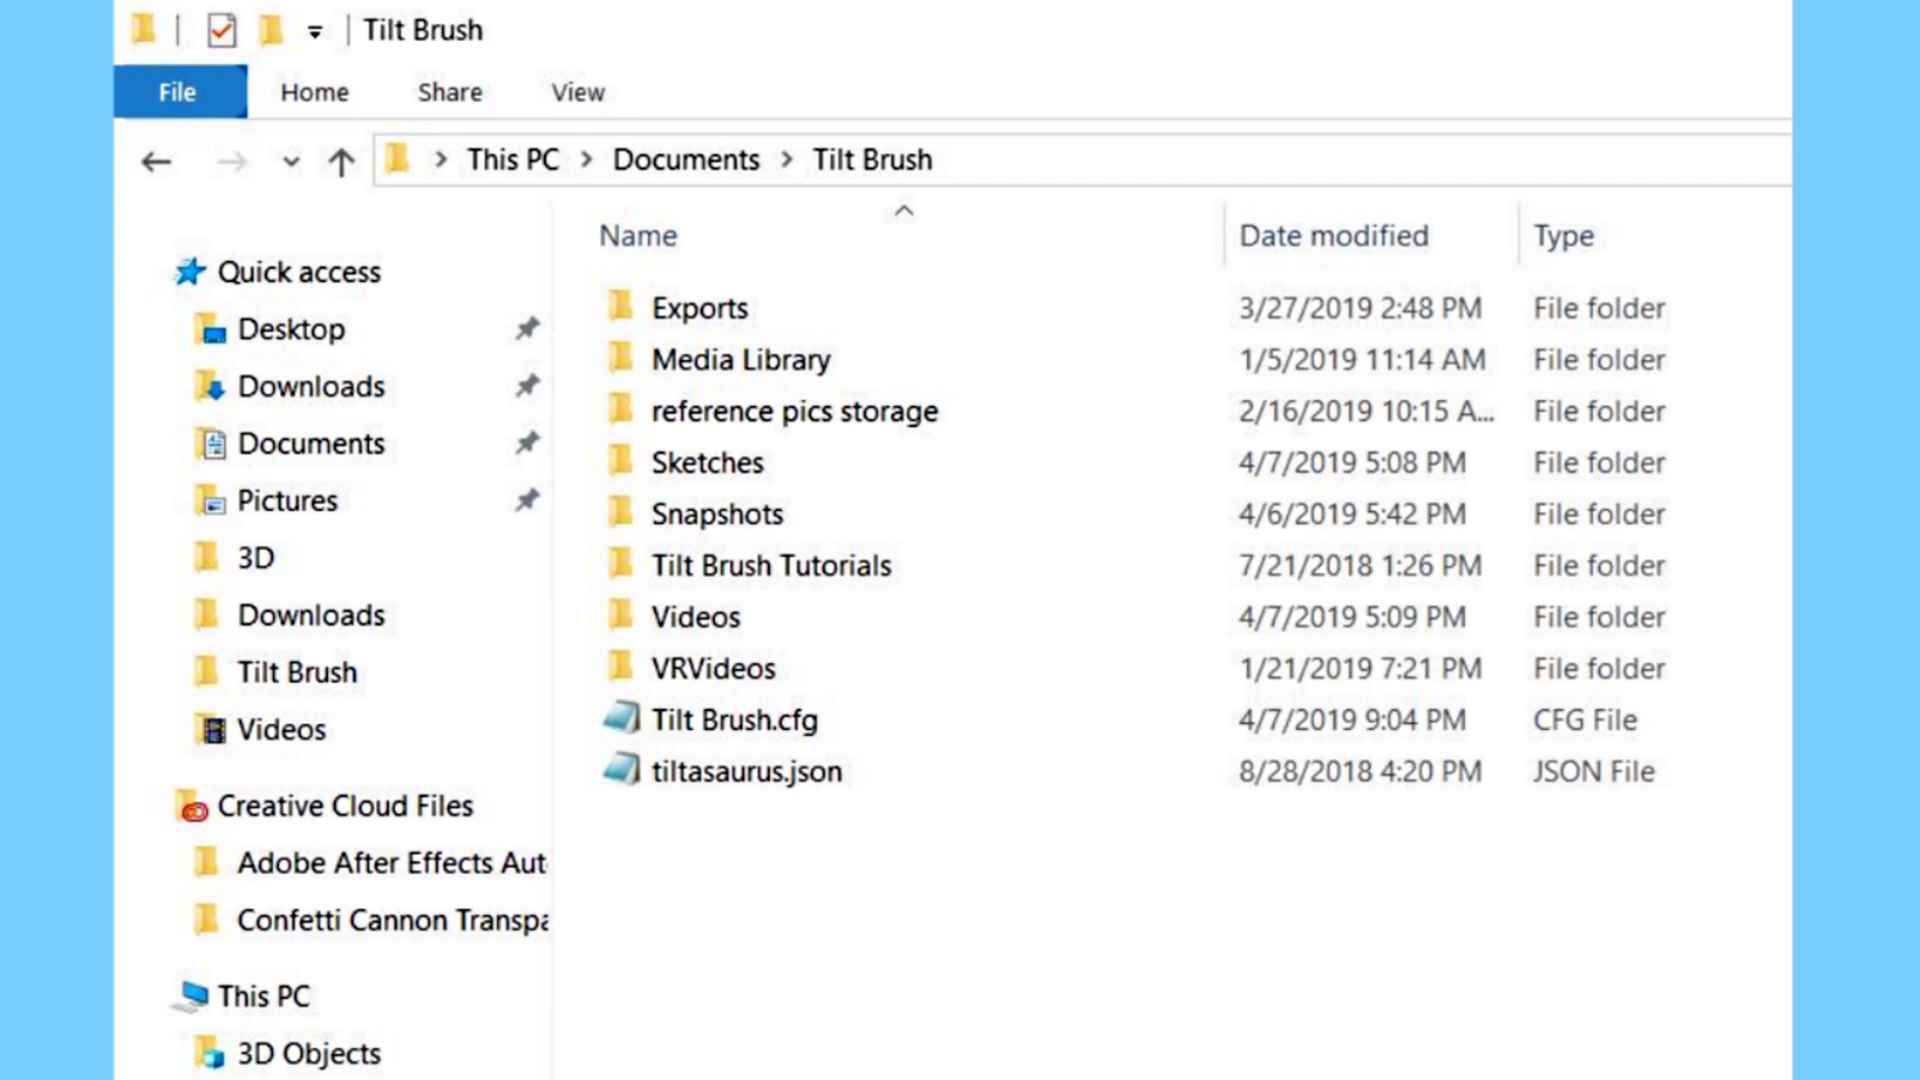 Tilt Brush
File Home Share View
This PC > Documents > Tilt Brush
Name Date modified Type
Quick access
Desktop
Downloads
Documents
Pictures
3D
Downloads
Tilt Brush
Videos
Creative Cloud Files
Adobe After Effects Aut
Confetti Cannon Transpa
This PC
3D Objects
Exports 3/27/2019 2:48 PM File folder
Media Library 1/5/2019 11:14 AM File folder
reference pics storage 2/16/2019 10:15 A... File folder
Sketches 4/7/2019 5:08 PM File folder
Snapshots 4/6/2019 5:42 PM File folder
Tilt Brush Tutorials 7/21/2018 1:26 PM File folder
Videos 4/7/2019 5:09 PM File folder
VRVideos 1/21/2019 7:21 PM File folder
Tilt Brush.cfg 4/7/2019 9:04 PM CFG File
tiltasaurus.json 8/28/2018 4:20 PM JSON File